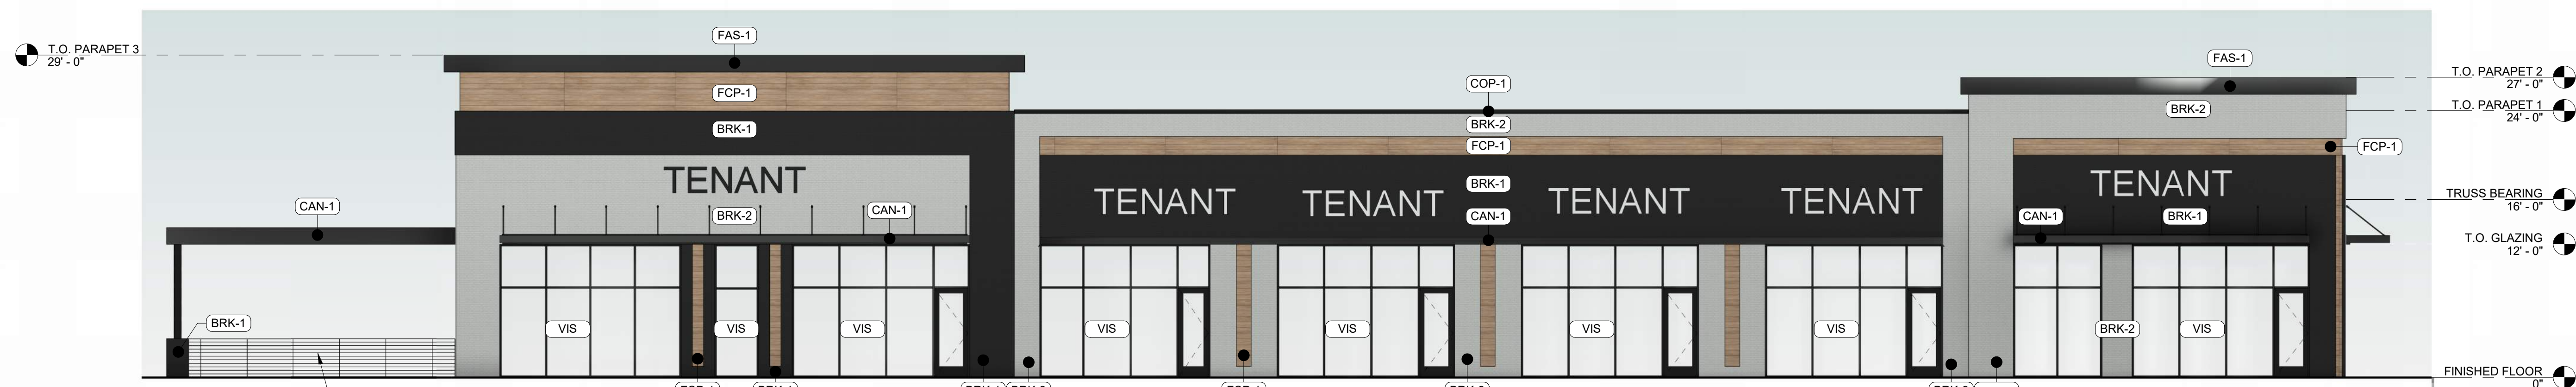 FAS-1
T.O. PARAPET 3
29' - 0"
FAS-1
T.O. PARAPET 2
27' - 0"
COP-1
FCP-1
T.O. PARAPET 1
24' - 0"
BRK-2
BRK-1
BRK-2
FCP-1
FCP-1
TENANT
BRK-1
TENANT
TENANT
TENANT
TENANT
TENANT
TRUSS BEARING
16' - 0"
CAN-1
CAN-1
BRK-2
CAN-1
CAN-1
BRK-1
T.O. GLAZING
12' - 0"
BRK-1
VIS
VIS
VIS
VIS
VIS
VIS
VIS
BRK-2
VIS
FINISHED FLOOR
0"